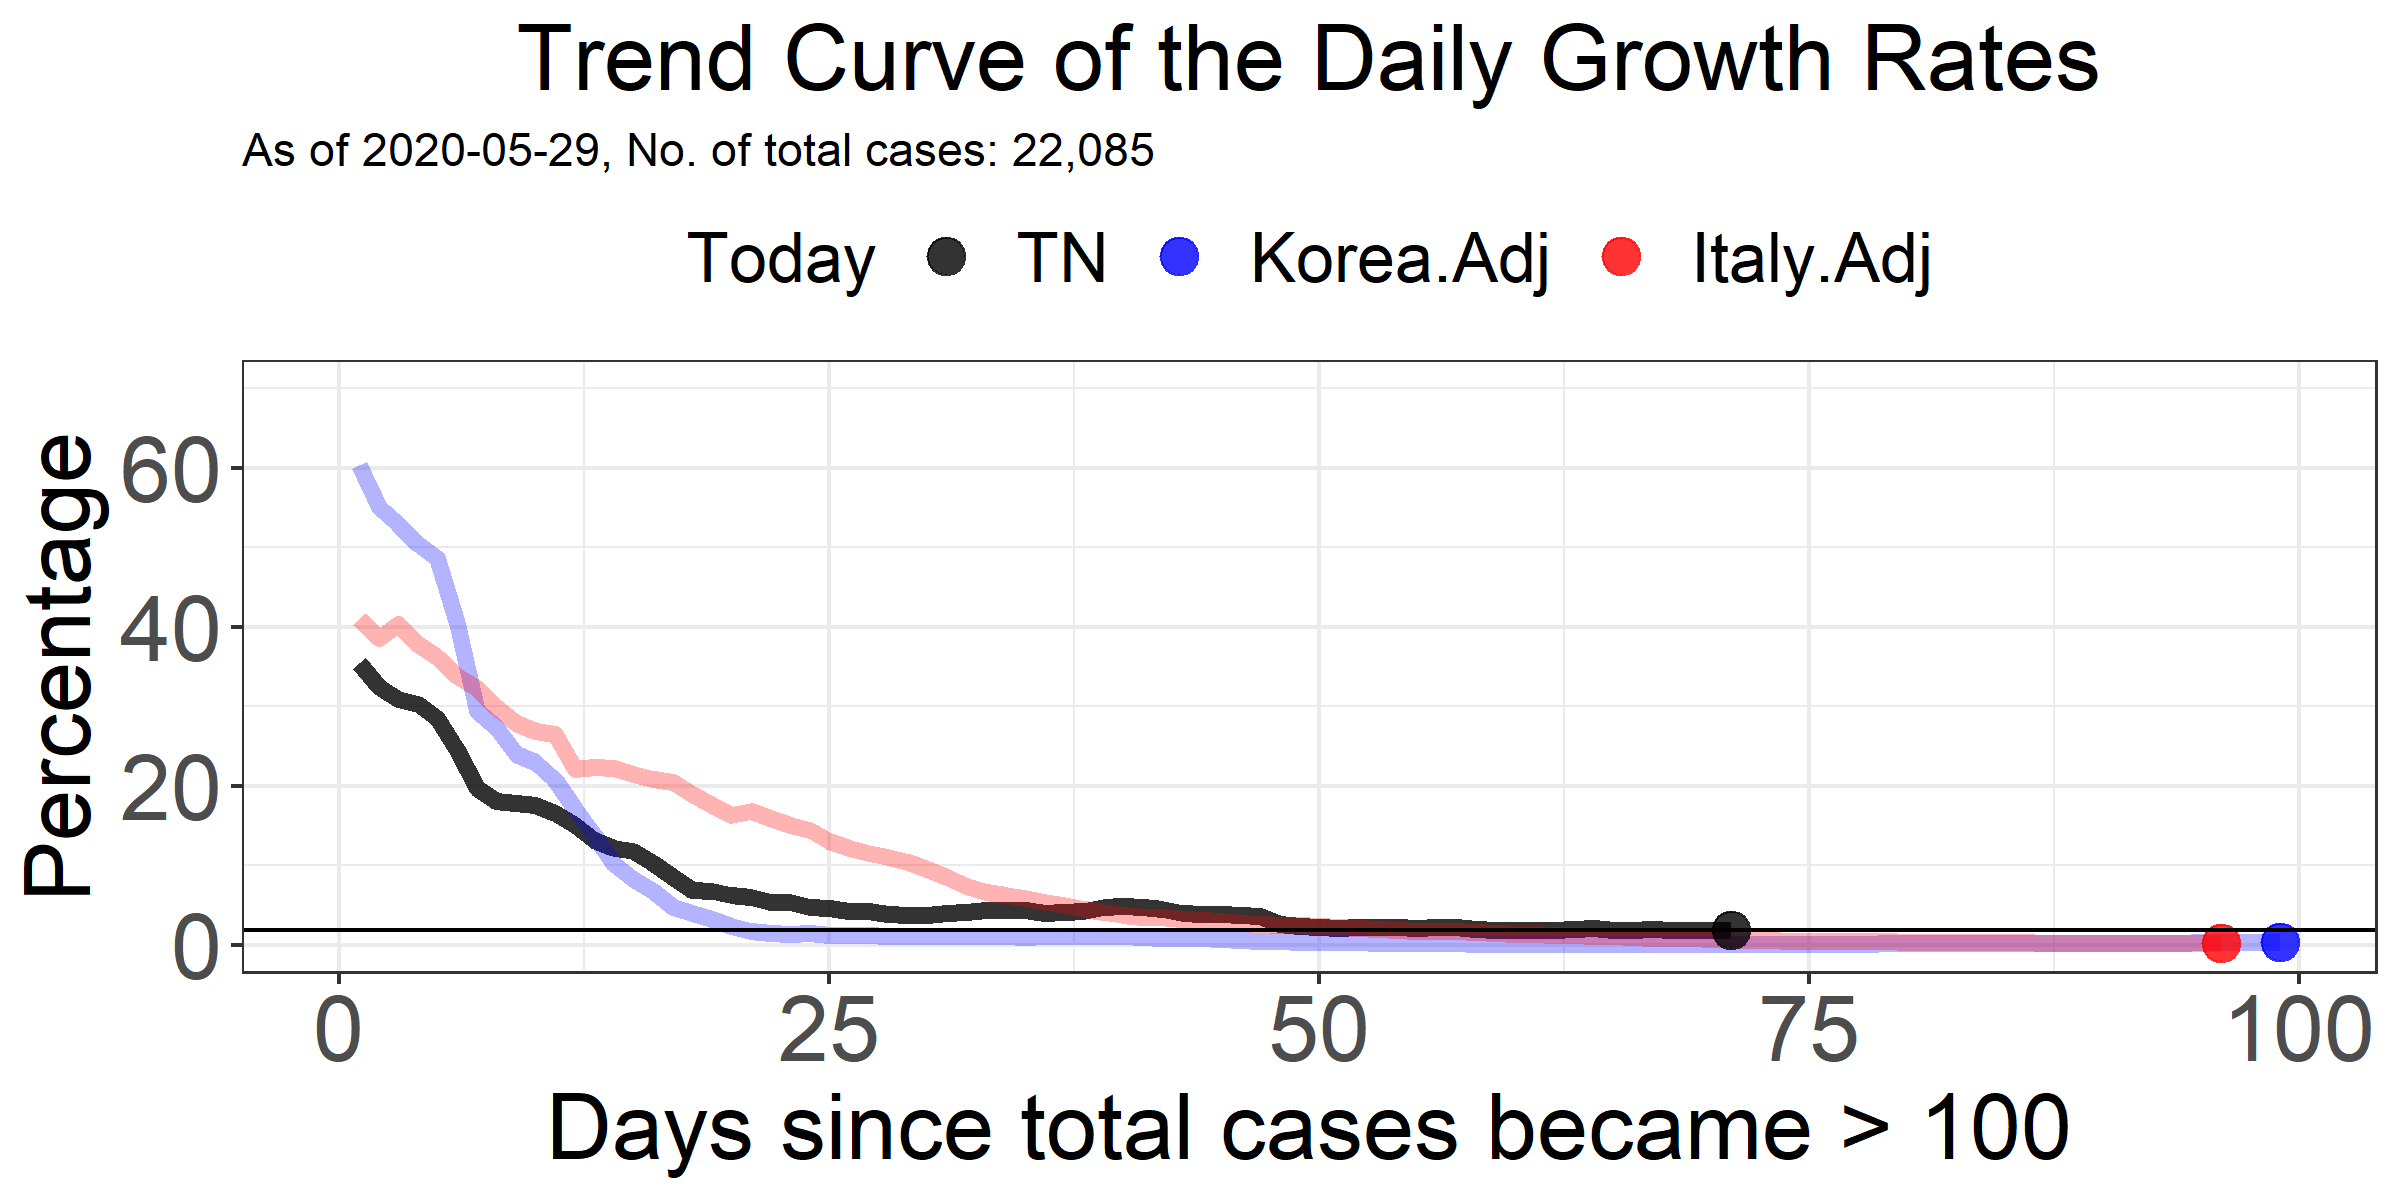 Trend Curve of the Daily Growth Rates
As of 2020-05-29, No. of total cases: 22,085
Today TN Korea.Adj Italy.Adj
Percentage
60
40
20
0
0 25 50 75 100
Days since total cases became > 100